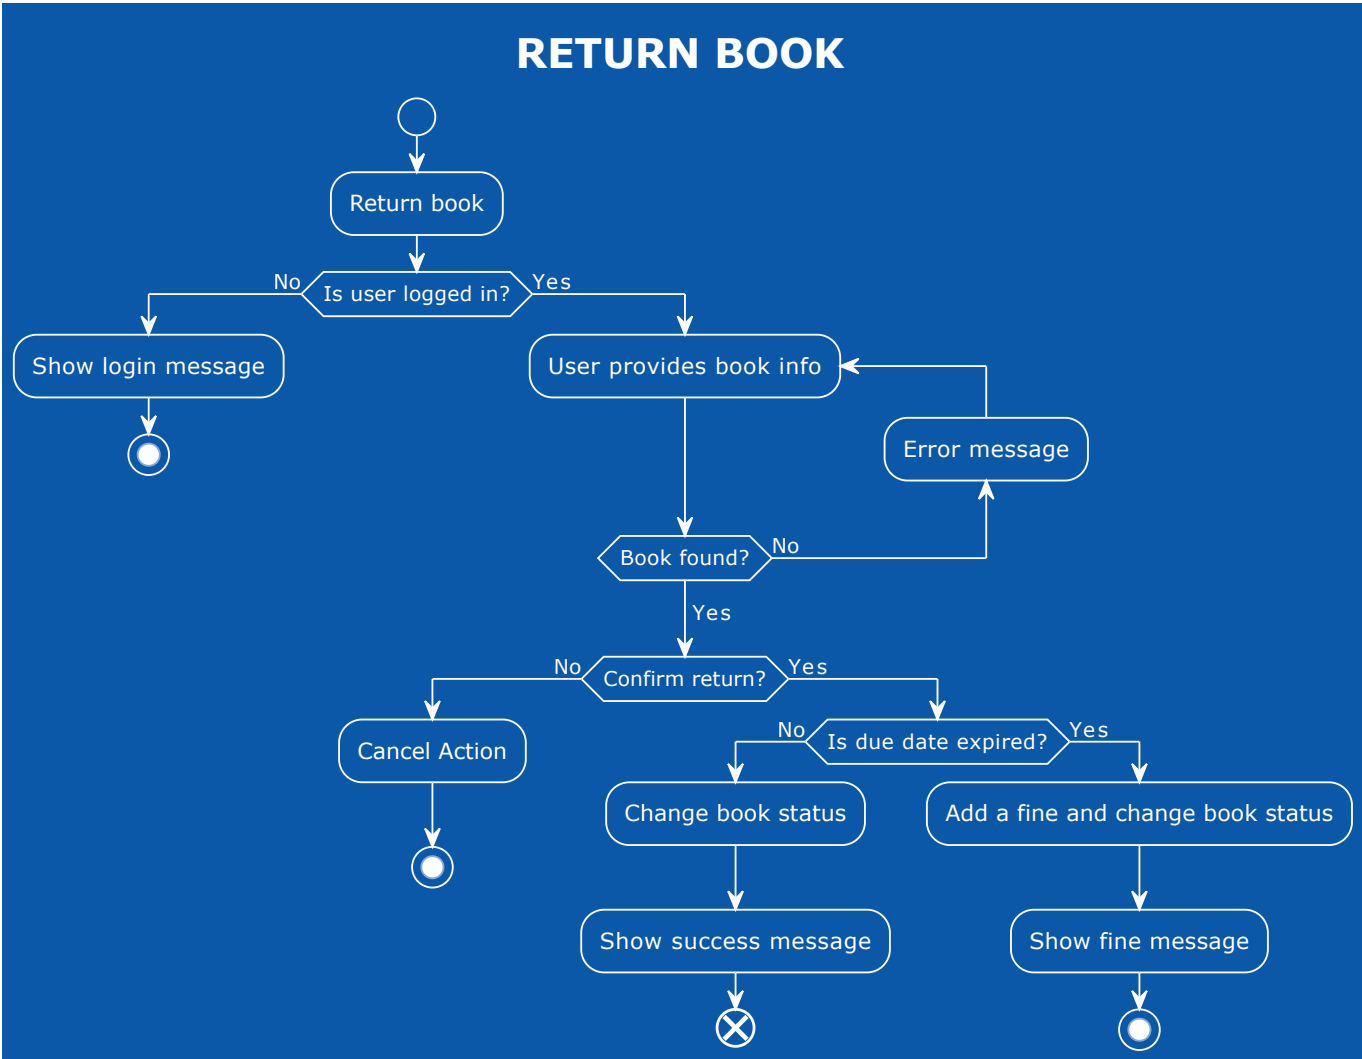 RETURN BOOK
Return book
No
Is user logged in?
Yes
Show login message
User provides book info
Error message
Book found?
No
Yes
No
Confirm return?
Yes
Cancel Action
No
Is due date expired?
Yes
Change book status
Add a fine and change book status
Show success message
Show fine message